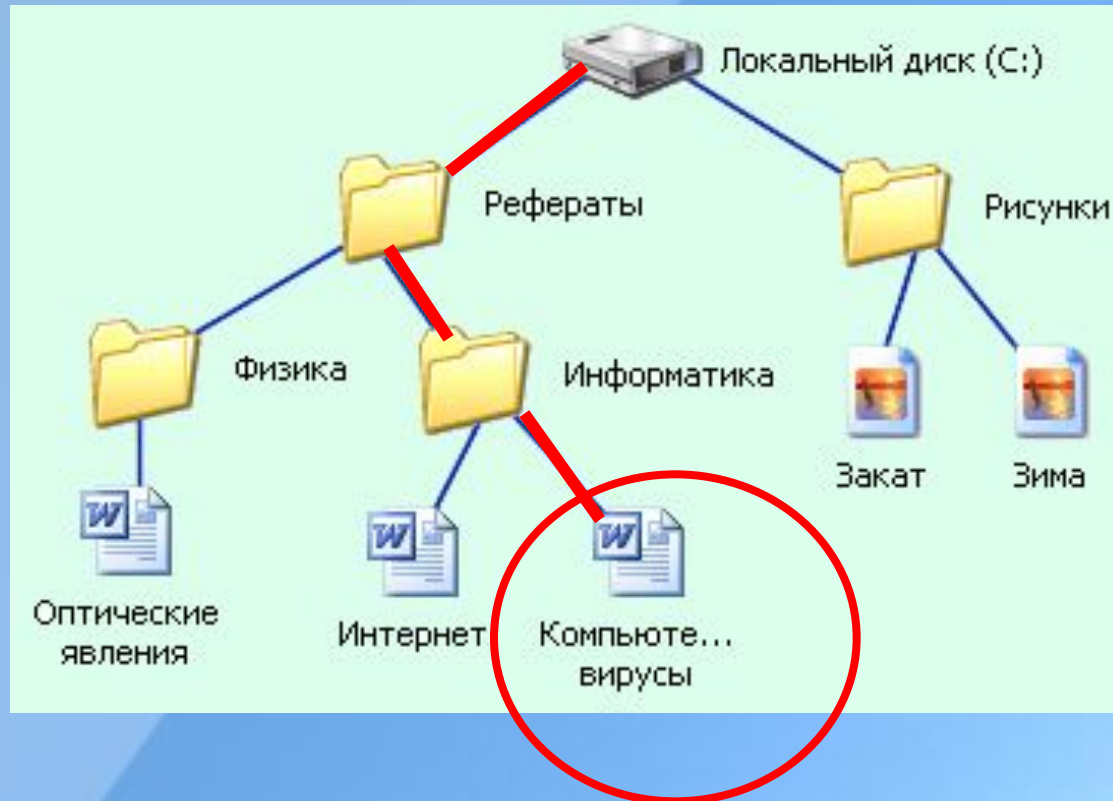 Локальный диск (C:)
Рефераты
Рисунки
Физика
Информатика
Закат
Зима
Оптические
явления
Интернет
Компьюте...
вирусы